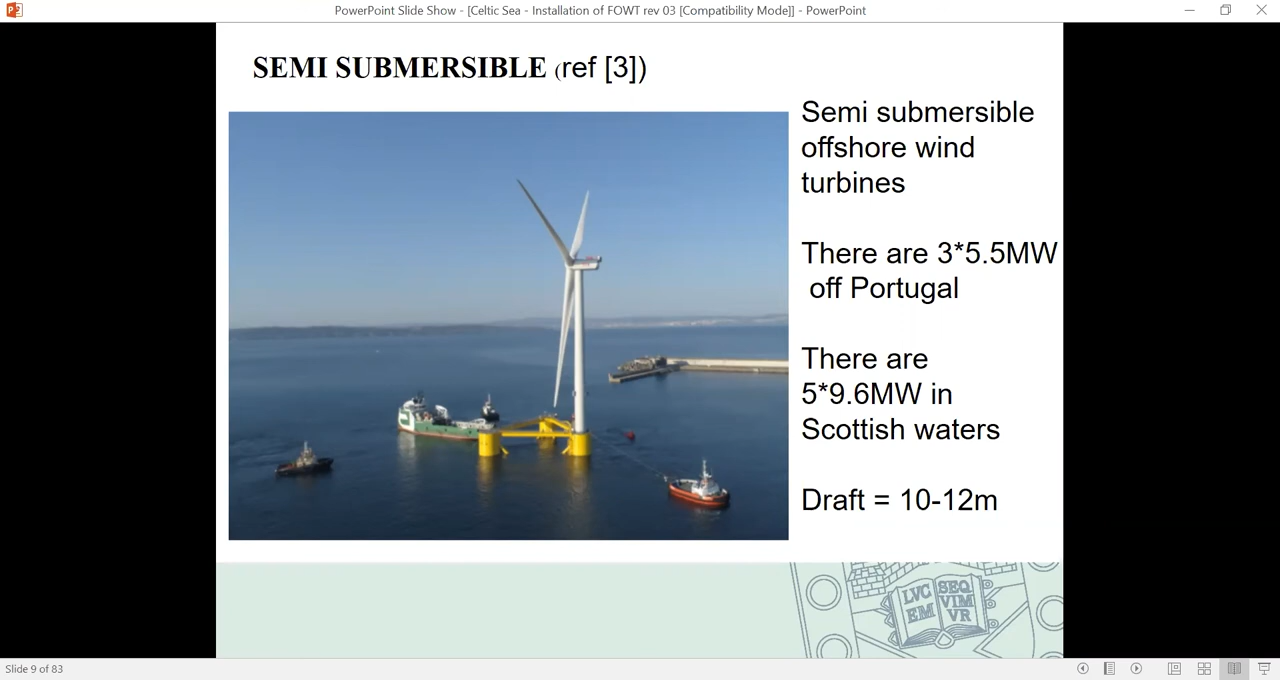 PowerPoint Slide Show - [Celtic Sea - Installation of FOWT rev 03 [Compatibility Mode]] - PowerPoint
SEMI SUBMERSIBLE (ref [3])
Semi submersible
offshore wind
turbines
There are 3*5.5MW
off Portugal
There are
5*9.6MW in
Scottish waters
Draft = 10-12m
LVC
EM
SEQ
VIM
VR
Slide 9 of 83